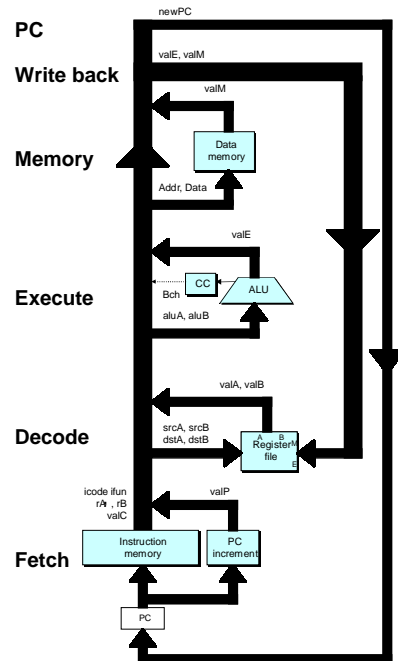 newPC
PC
valE, valM
Write back
valM
Data
memory
Memory
Addr, Data
valE
CC
ALU
Bch
Execute
aluA, aluB
valA, valB
A B
M
srcA, srcB
dstA, dstB
Register
file
E
Decode
icode ifun
rA , rB
valC
valP
Instruction
memory
PC
increment
Fetch
PC